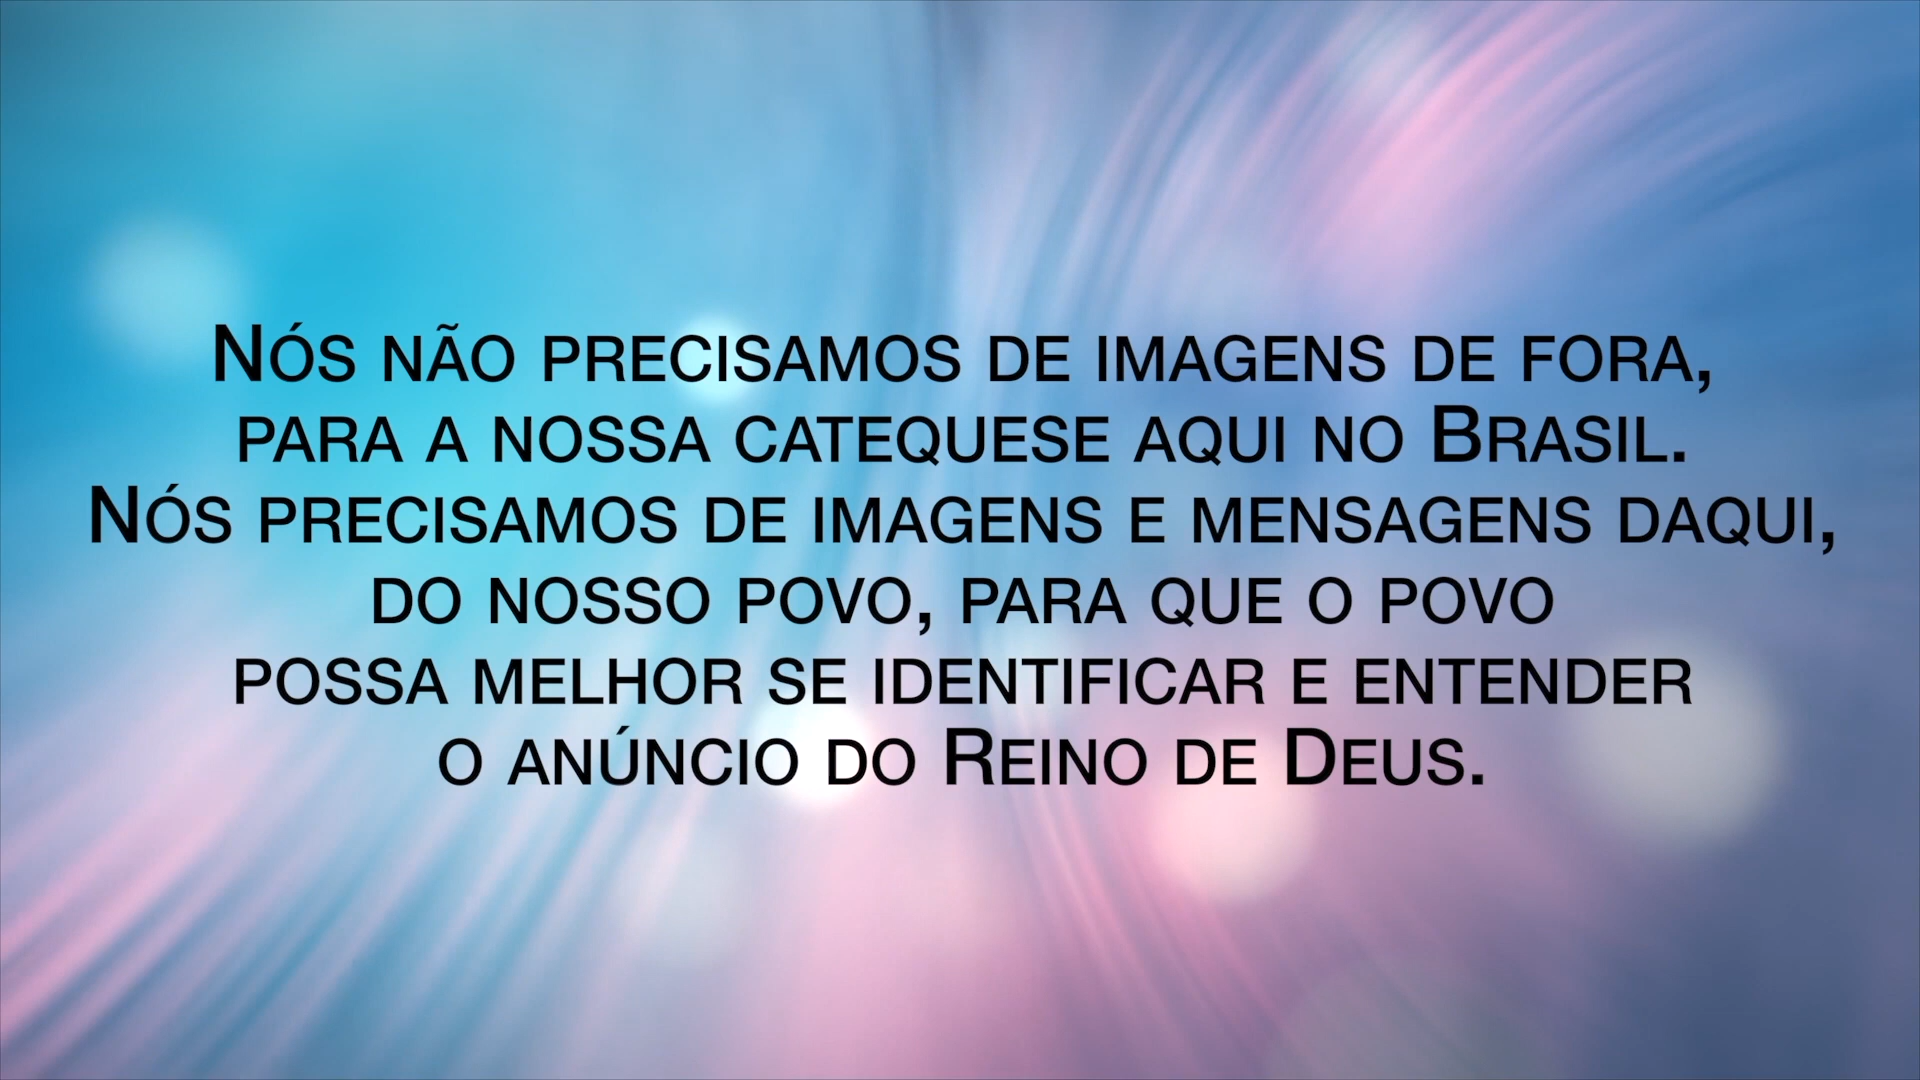 Nós não precisamos de imagens de fora,
para a nossa catequese aqui no Brasil.
Nós precisamos de imagens e mensagens daqui,
do nosso povo, para que o povo
possa melhor se identificar e entender
o anúncio do Reino de Deus.